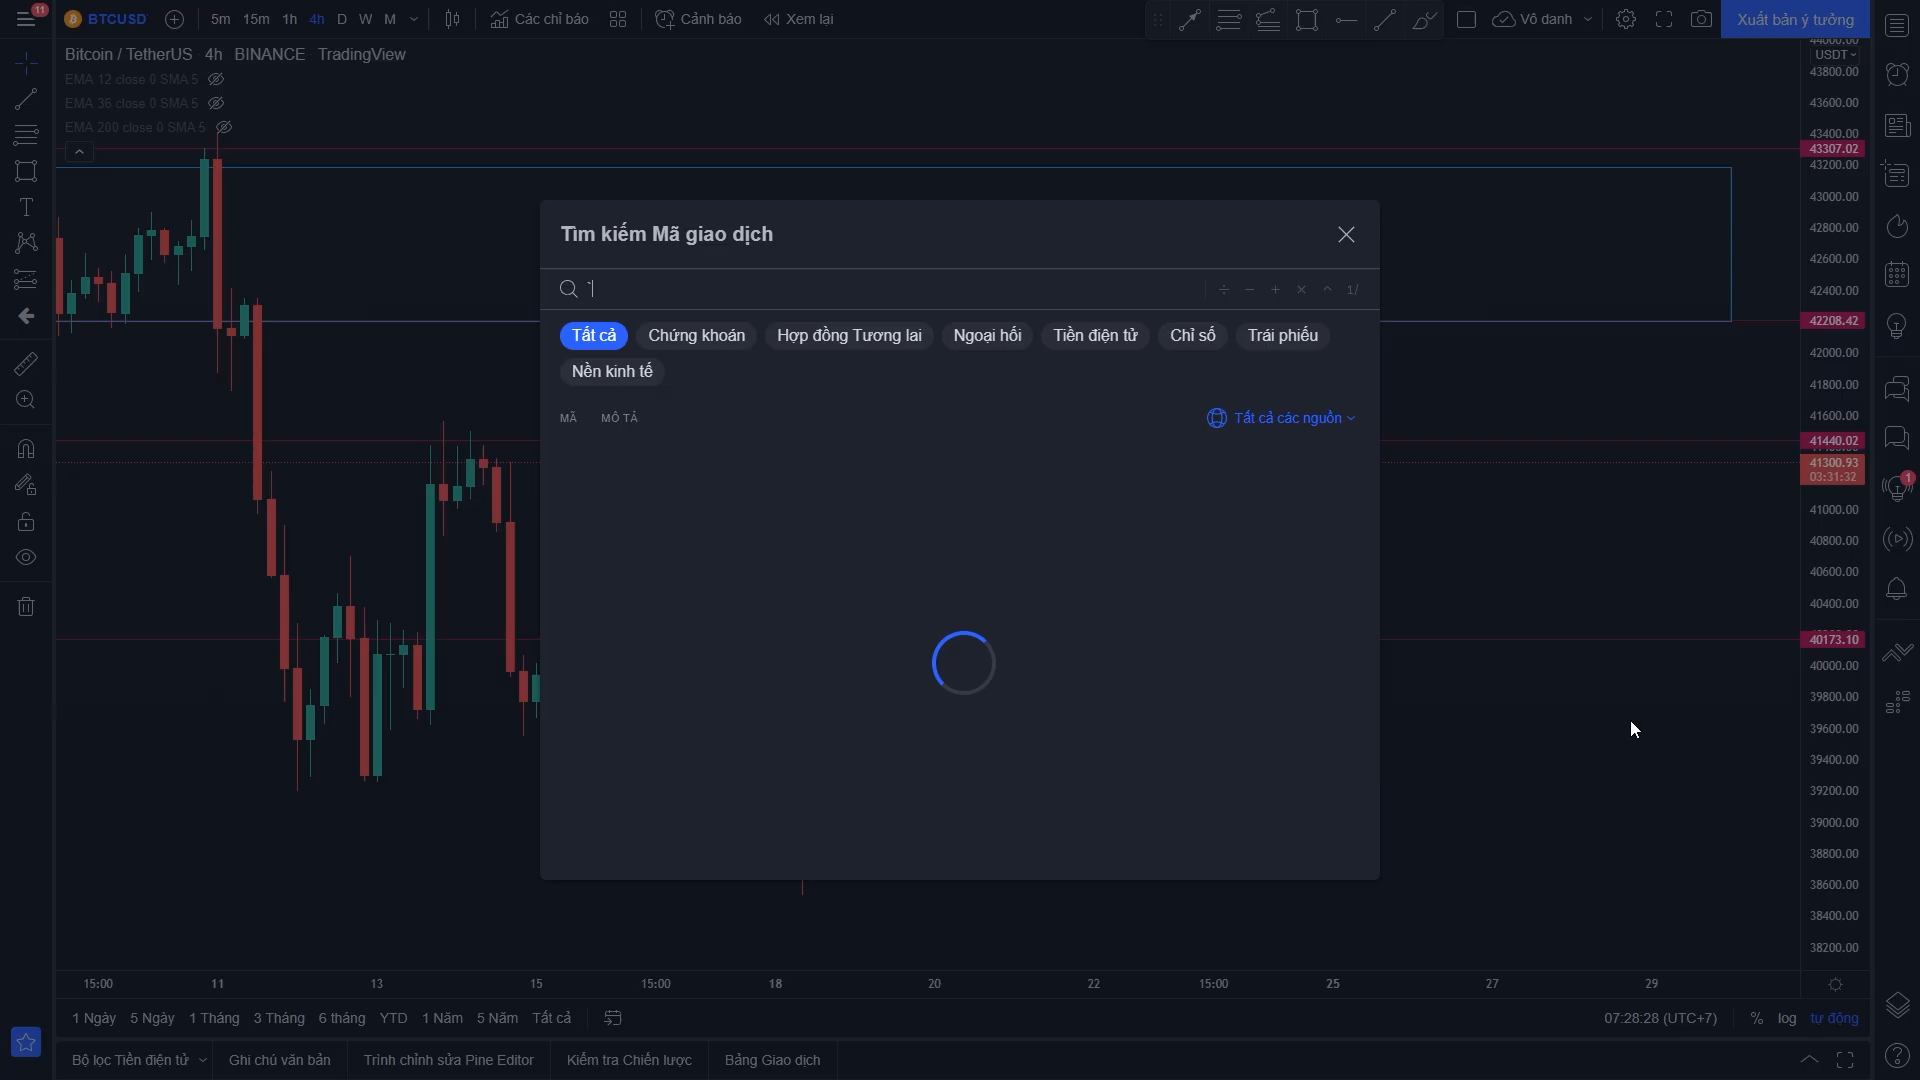 11
BTCUSD
5m 15m 1h 4h D W M
Các chỉ báo
Cảnh báo
Xem lại
Vô danh
Xuất bản ý tưởng
Bitcoin / TetherUS 4h BINANCE TradingView
EMA 12 close 0 SMA 5
EMA 36 close 0 SMA 5
EMA 200 close 0 SMA 5
Tìm kiếm Mã giao dịch
`
÷ − + × ^ 1/
Tất cả Chứng khoán Hợp đồng Tương lai Ngoại hối Tiền điện tử Chỉ số Trái phiếu
Nền kinh tế
MÃ MÔ TẢ
Tất cả các nguồn
44000.00
USDT
43800.00
43600.00
43400.00
43307.02
43200.00
43000.00
42800.00
42600.00
42400.00
42208.42
42000.00
41800.00
41600.00
41440.02
41300.93
03:31:32
41000.00
40800.00
40600.00
40400.00
40173.10
40000.00
39800.00
39600.00
39400.00
39200.00
39000.00
38800.00
38600.00
38400.00
38200.00
1
15:00 11 13 15 15:00 18 20 22 15:00 25 27 29
1 Ngày 5 Ngày 1 Tháng 3 Tháng 6 tháng YTD 1 Năm 5 Năm Tất cả
07:28:28 (UTC+7) % log tự động
Bộ lọc Tiền điện tử Ghi chú văn bản Trình chỉnh sửa Pine Editor Kiểm tra Chiến lược Bảng Giao dịch